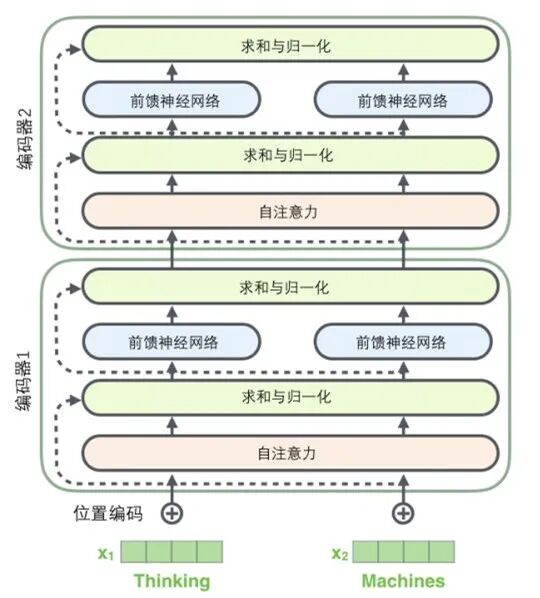 求和与归一化
前馈神经网络 前馈神经网络
编码器2
求和与归一化
自注意力
求和与归一化
前馈神经网络 前馈神经网络
编码器1
求和与归一化
自注意力
位置编码
x₁ x₂
Thinking Machines